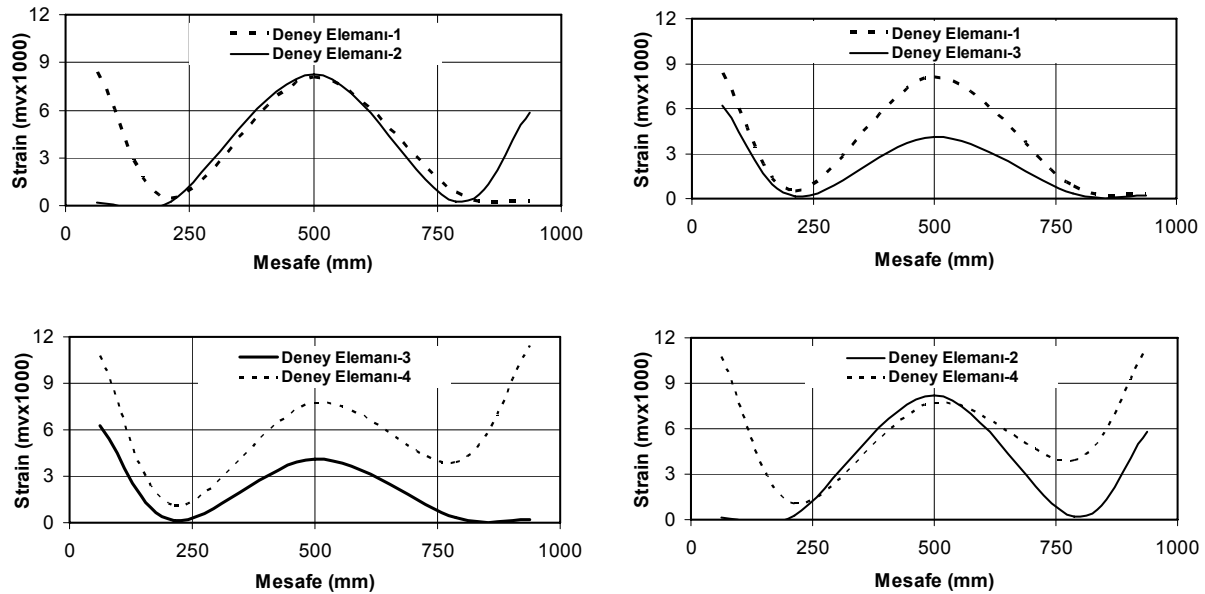 Strain (mvx1000)
12
9
6
3
0
Deney Elemanı-1
Deney Elemanı-2
0 250 500 750 1000
Mesafe (mm)
Strain (mvx1000)
12
9
6
3
0
Deney Elemanı-1
Deney Elemanı-3
0 250 500 750 1000
Mesafe (mm)
Strain (mvx1000)
12
9
6
3
0
Deney Elemanı-3
Deney Elemanı-4
0 250 500 750 1000
Mesafe (mm)
Strain (mvx1000)
12
9
6
3
0
Deney Elemanı-2
Deney Elemanı-4
0 250 500 750 1000
Mesafe (mm)